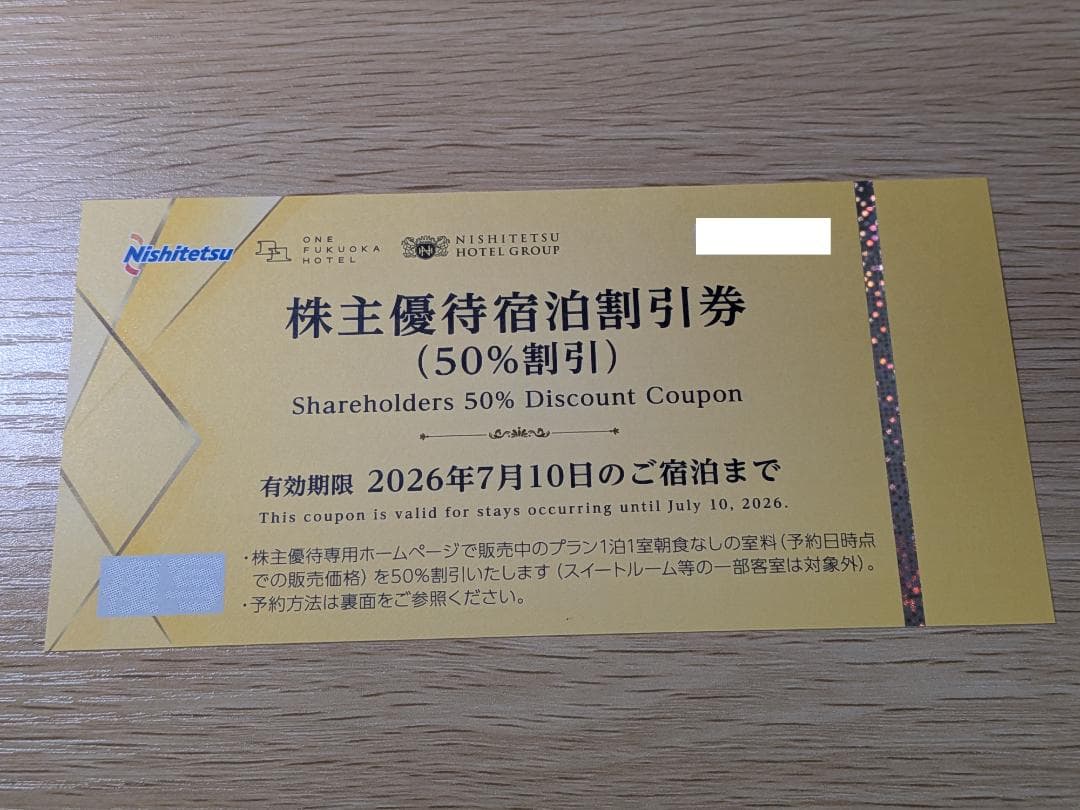 Nishitetsu
ONE
FUKUOKA
HOTEL
NISHITETSU
HOTEL GROUP
株主優待宿泊割引券
(50%割引)
Shareholders 50% Discount Coupon
有効期限 2026年7月10日のご宿泊まで
This coupon is valid for stays occurring until July 10, 2026.
・株主優待専用ホームページで販売中のプラン1泊1室朝食なしの室料(予約日時点
での販売価格)を50%割引いたします(スイートルーム等の一部客室は対象外)。
・予約方法は裏面をご参照ください。